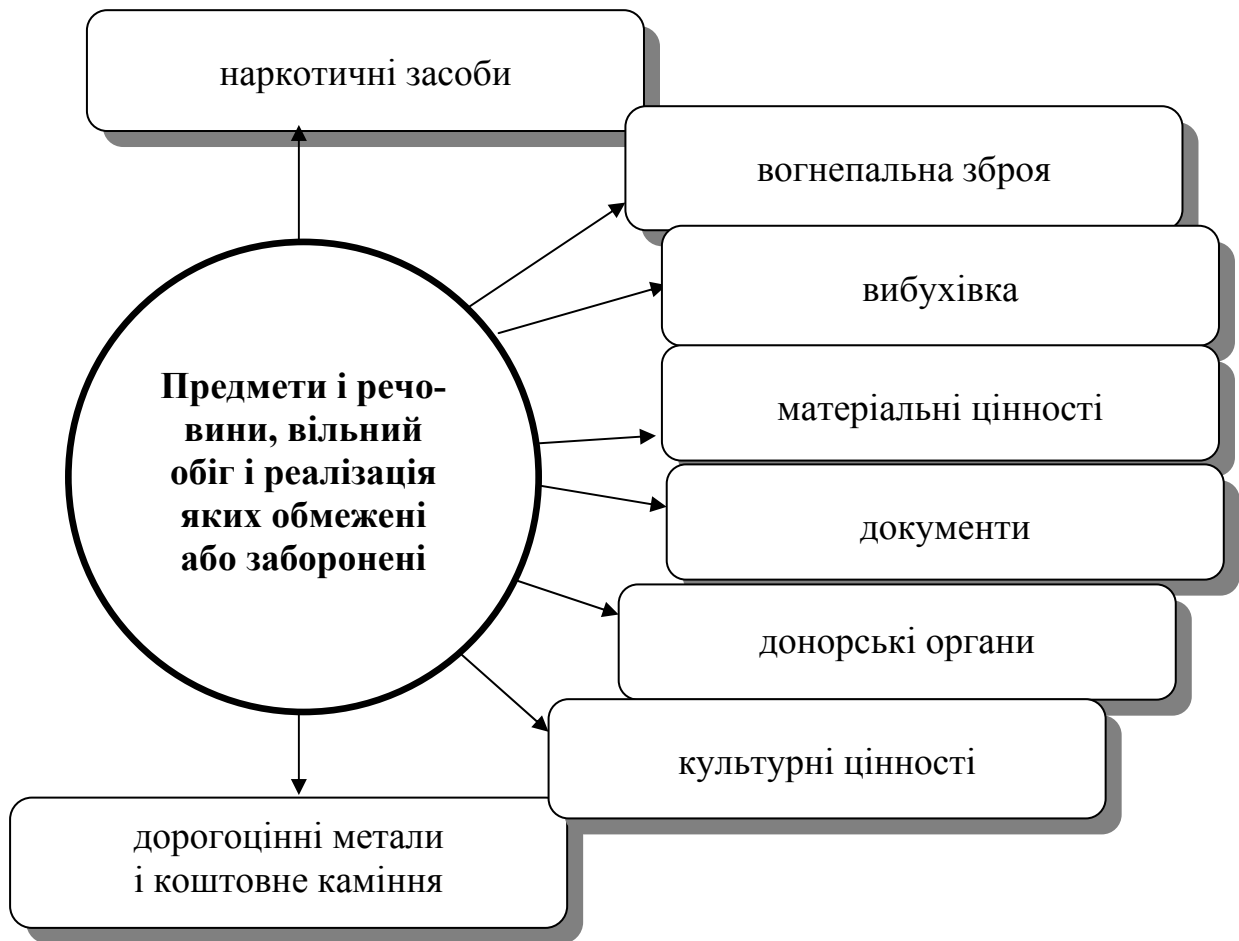 наркотичні засоби
вогнепальна зброя
вибухівка
Предмети і речо-
вини, вільний
обіг і реалізація
яких обмежені
або заборонені
матеріальні цінності
документи
донорські органи
культурні цінності
дорогоцінні метали
і коштовне каміння